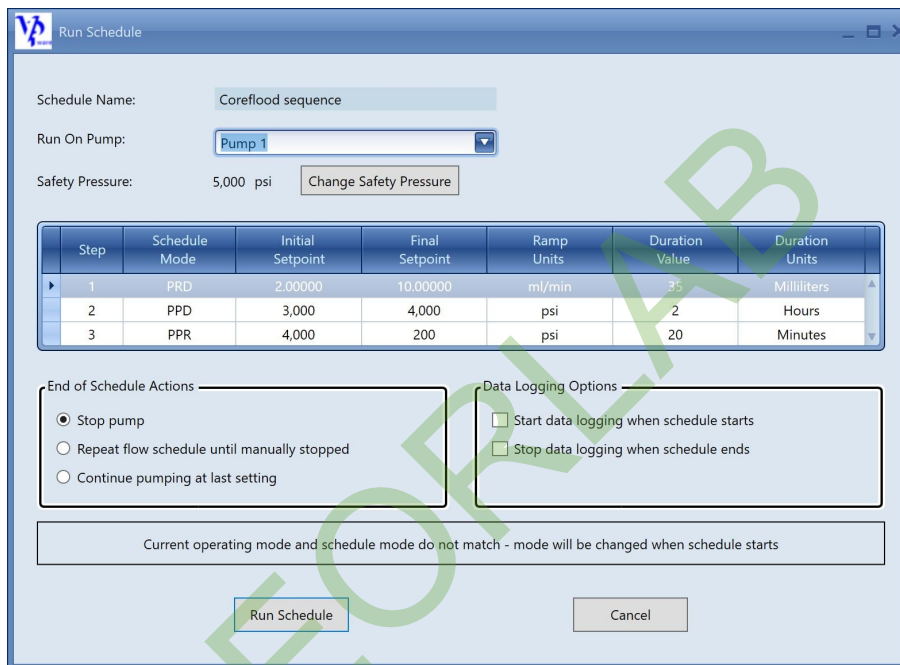 VP
ware
Run Schedule
Schedule Name: Coreflood sequence
Run On Pump: Pump 1
Safety Pressure: 5,000 psi Change Safety Pressure
Step Schedule Mode Initial Setpoint Final Setpoint Ramp Units Duration Value Duration Units
1 PRD 2.00000 10.00000 ml/min 35 Milliliters
2 PPD 3,000 4,000 psi 2 Hours
3 PPR 4,000 200 psi 20 Minutes
End of Schedule Actions
Stop pump
Repeat flow schedule until manually stopped
Continue pumping at last setting
Data Logging Options
Start data logging when schedule starts
Stop data logging when schedule ends
Current operating mode and schedule mode do not match - mode will be changed when schedule starts
Run Schedule Cancel
FORLAB